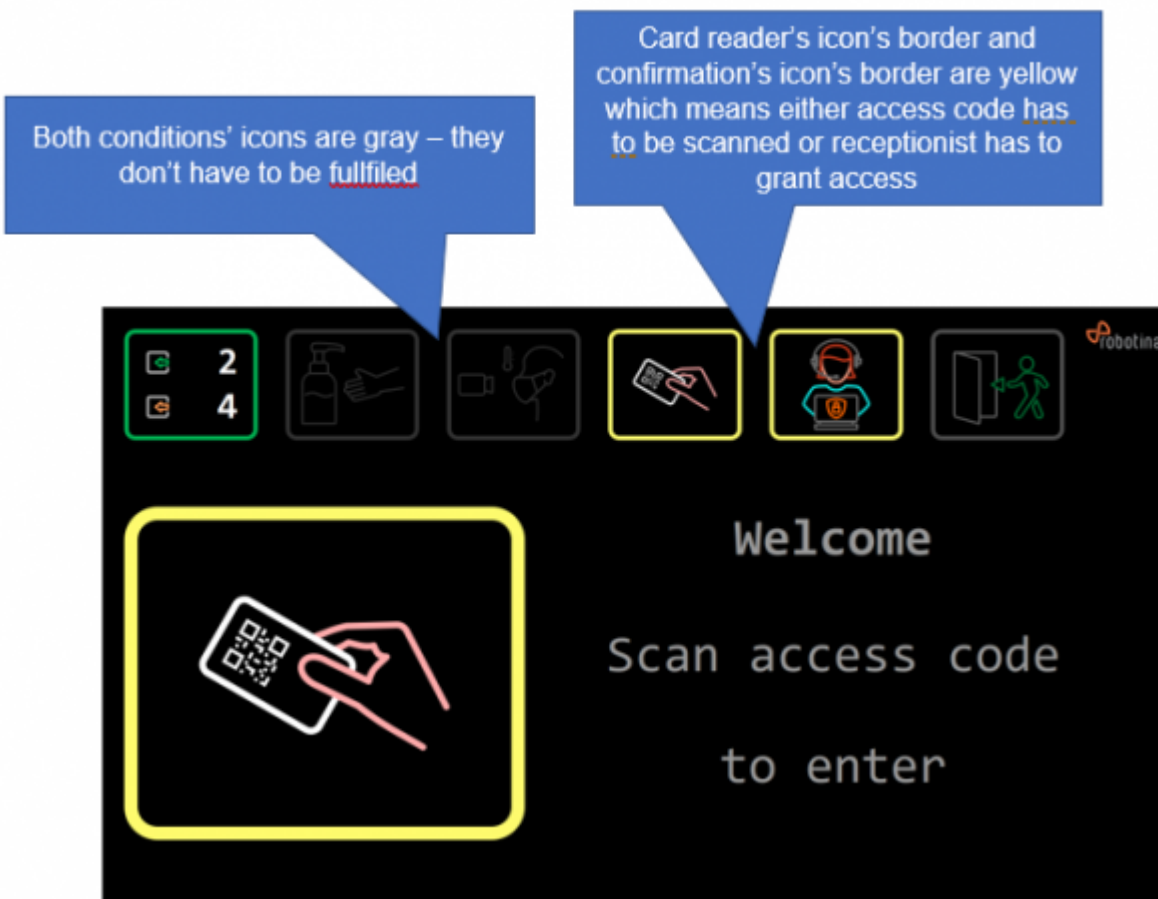 Both conditions' icons are gray – they
don't have to be fullfiled
Card reader's icon's border and
confirmation's icon's border are yellow
which means either access code has
to be scanned or receptionist has to
grant access
2
4
robotina
Welcome
Scan access code
to enter